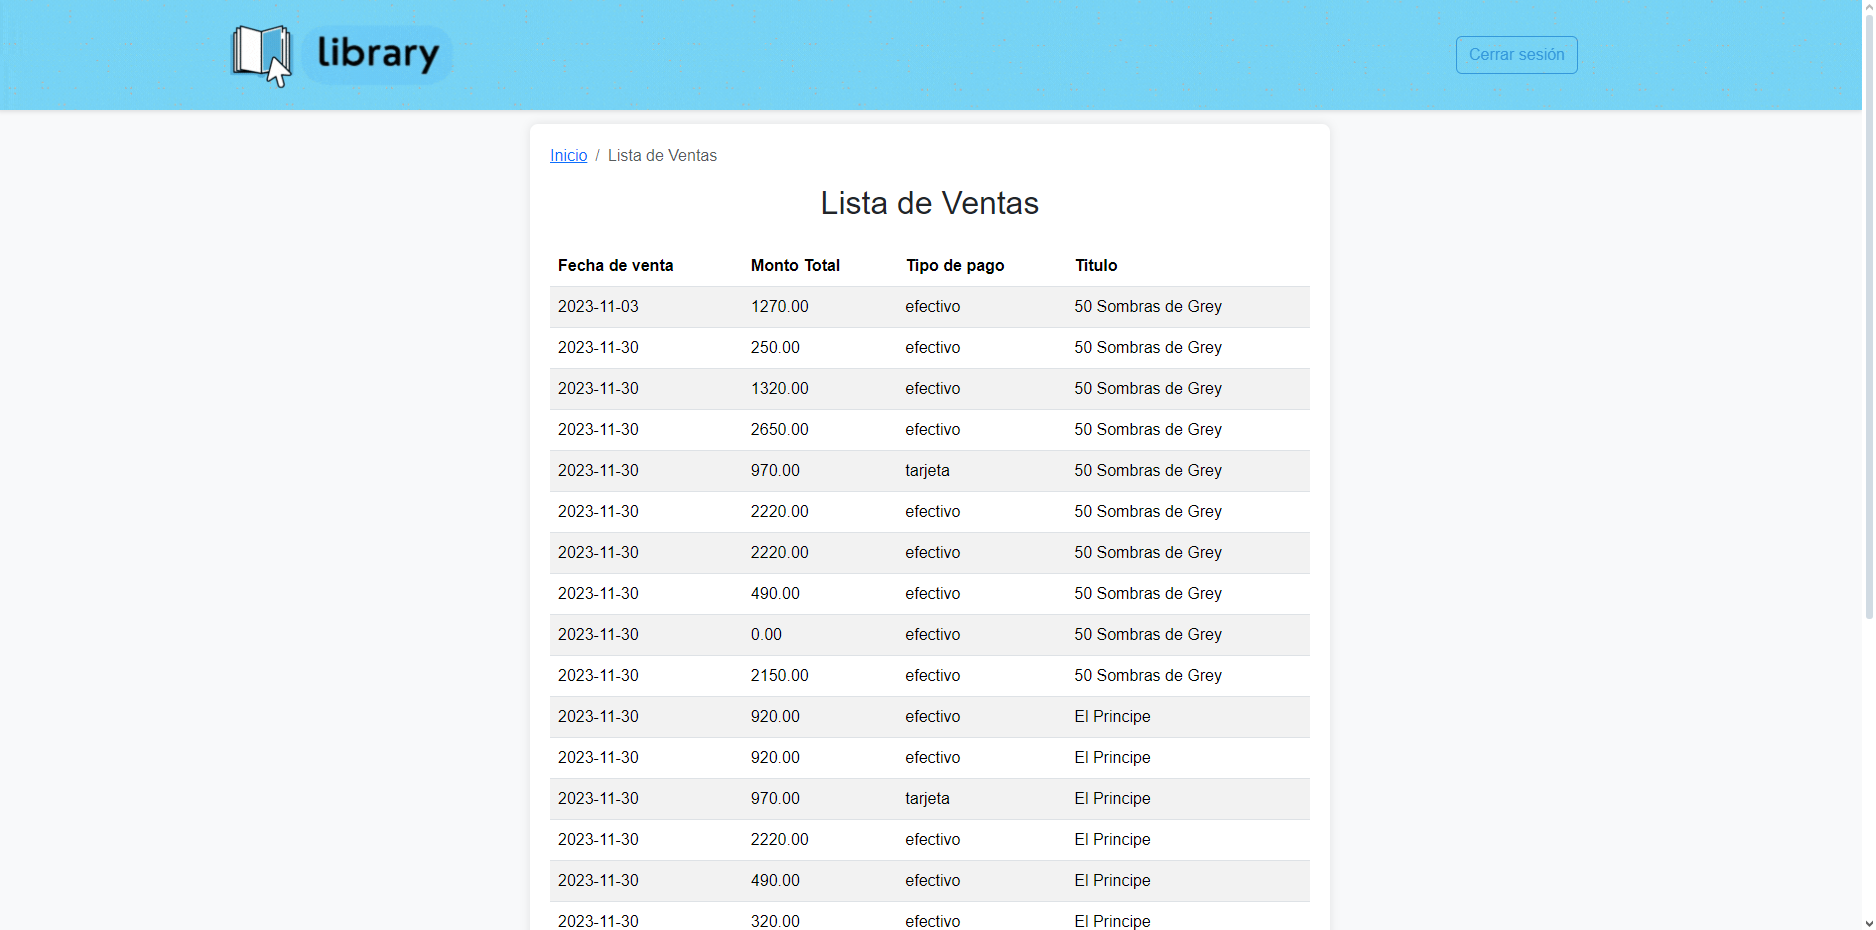 library
Cerrar sesión
Inicio / Lista de Ventas
Lista de Ventas
Fecha de venta Monto Total Tipo de pago Titulo
2023-11-03 1270.00 efectivo 50 Sombras de Grey
2023-11-30 250.00 efectivo 50 Sombras de Grey
2023-11-30 1320.00 efectivo 50 Sombras de Grey
2023-11-30 2650.00 efectivo 50 Sombras de Grey
2023-11-30 970.00 tarjeta 50 Sombras de Grey
2023-11-30 2220.00 efectivo 50 Sombras de Grey
2023-11-30 2220.00 efectivo 50 Sombras de Grey
2023-11-30 490.00 efectivo 50 Sombras de Grey
2023-11-30 0.00 efectivo 50 Sombras de Grey
2023-11-30 2150.00 efectivo 50 Sombras de Grey
2023-11-30 920.00 efectivo El Principe
2023-11-30 920.00 efectivo El Principe
2023-11-30 970.00 tarjeta El Principe
2023-11-30 2220.00 efectivo El Principe
2023-11-30 490.00 efectivo El Principe
2023-11-30 320.00 efectivo El Principe